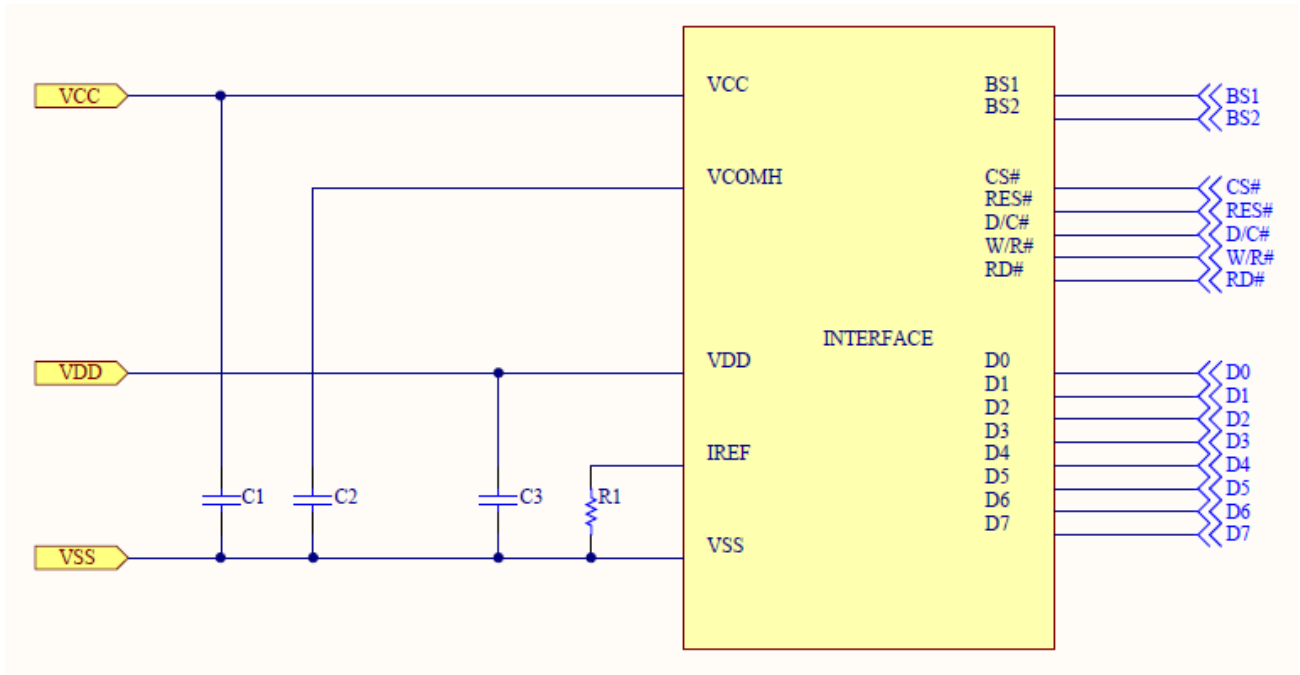 VCC
VCC
BS1
BS1
BS2
BS2
VCOMH
CS#
CS#
RES#
RES#
D/C#
D/C#
W/R#
W/R#
RD#
RD#
INTERFACE
VDD
VDD
D0
D0
D1
D1
D2
D2
D3
D3
IREF
D4
D4
D5
D5
C1
C2
C3
R1
D6
D6
D7
D7
VSS
VSS